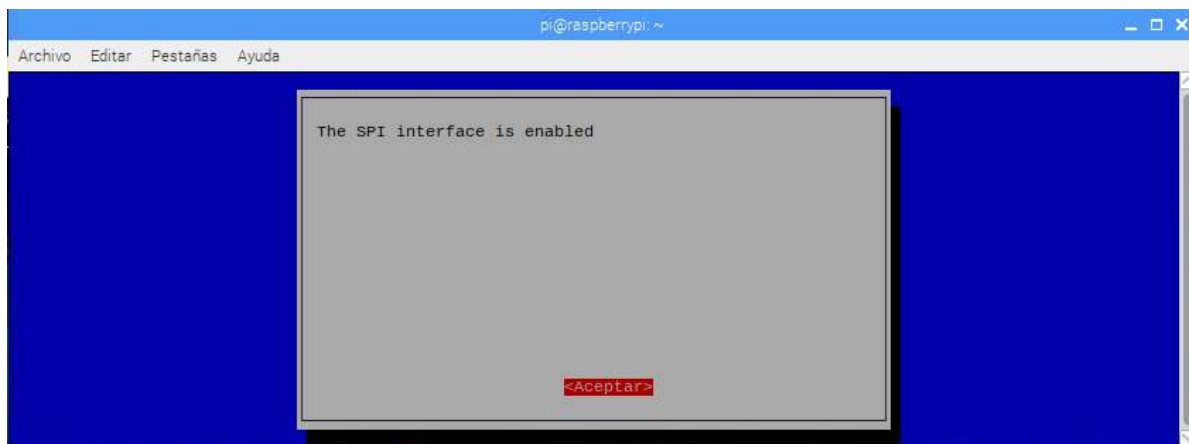 pi@raspberrypi: ~
Archivo Editar Pestañas Ayuda
The SPI interface is enabled
<Aceptar>